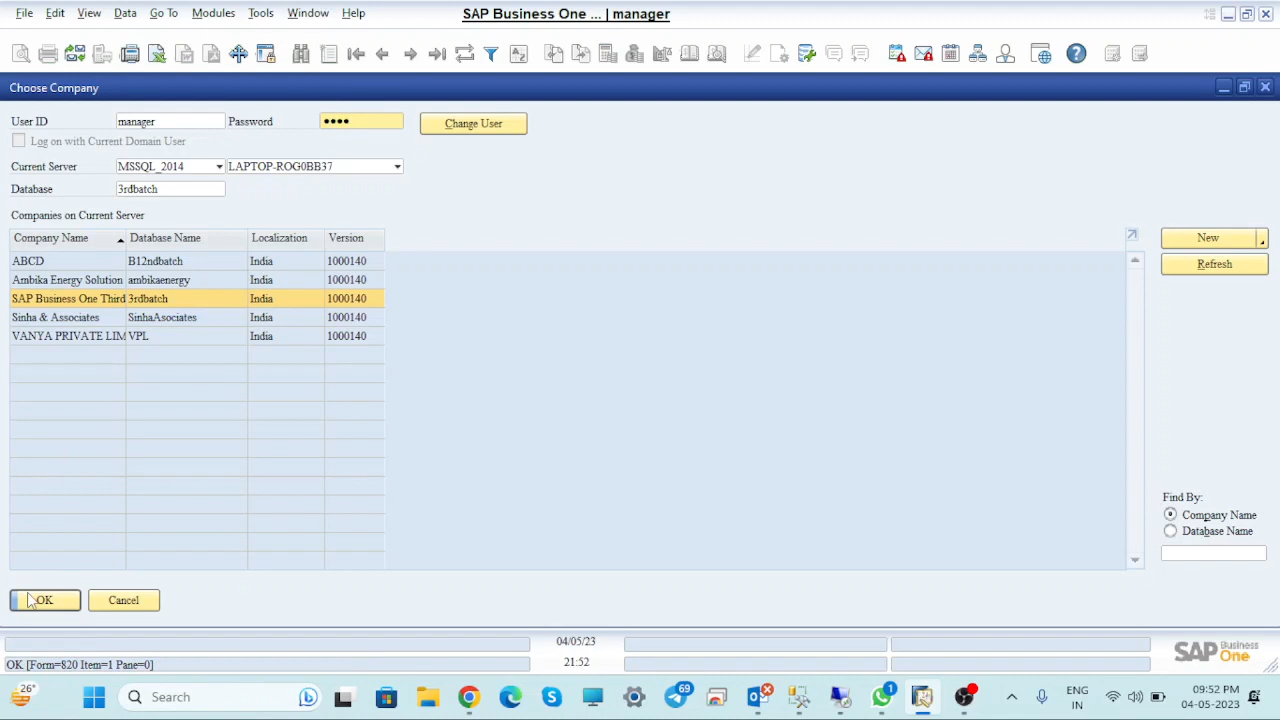 File Edit View Data Go To Modules Tools Window Help SAP Business One ... | manager
Choose Company
User ID manager Password •••• Change User
Log on with Current Domain User
Current Server MSSQL_2014 LAPTOP-ROG0BB37
Database 3rdbatch
Companies on Current Server
Company Name Database Name Localization Version New
ABCD B12ndbatch India 1000140
Refresh
Ambika Energy Solution ambikaenergy India 1000140
SAP Business One Third 3rdbatch India 1000140
Sinha & Associates SinhaAsociates India 1000140
VANYA PRIVATE LIM VPL India 1000140
Find By:
Company Name
Database Name
OK Cancel
04/05/23
SAP Business One
OK [Form=820 Item=1 Pane=0] 21:52
26° Search 69 1 ENG IN 09:52 PM 04-05-2023